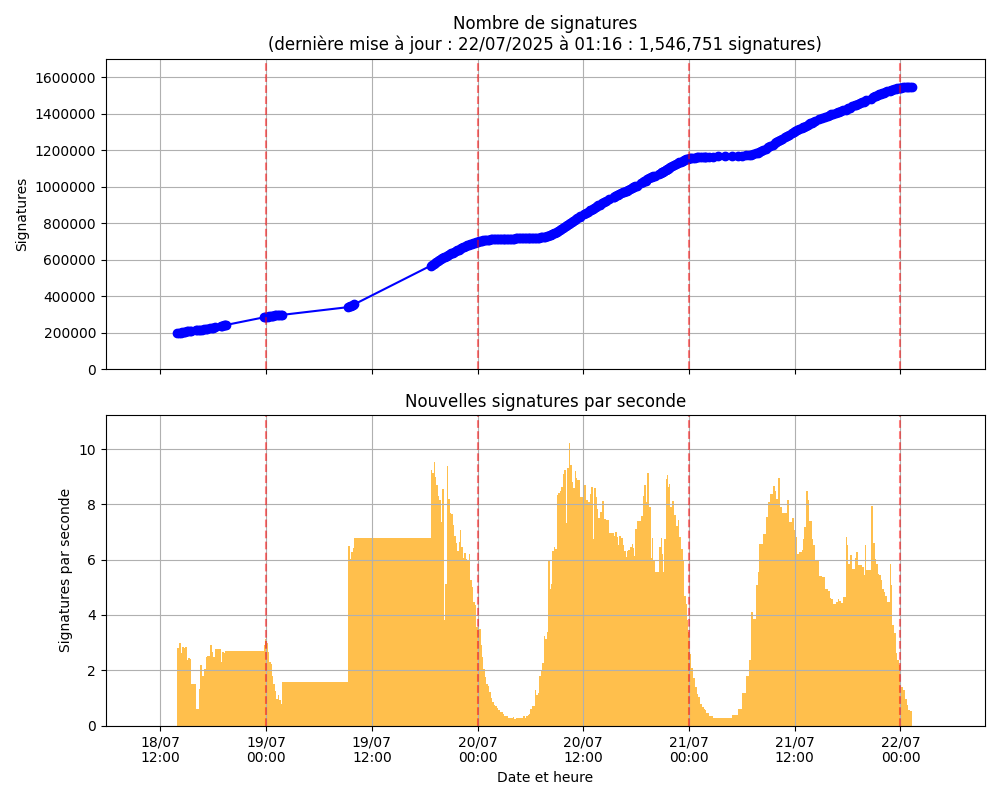 Nombre de signatures
(dernière mise à jour : 22/07/2025 à 01:16 : 1,546,751 signatures)
1600000
1400000
1200000
1000000
800000
600000
400000
200000
0
Signatures
Nouvelles signatures par seconde
10
8
6
4
2
0
Signatures par seconde
18/07 19/07 19/07 20/07 20/07 21/07 21/07 22/07
12:00 00:00 12:00 00:00 12:00 00:00 12:00 00:00
Date et heure